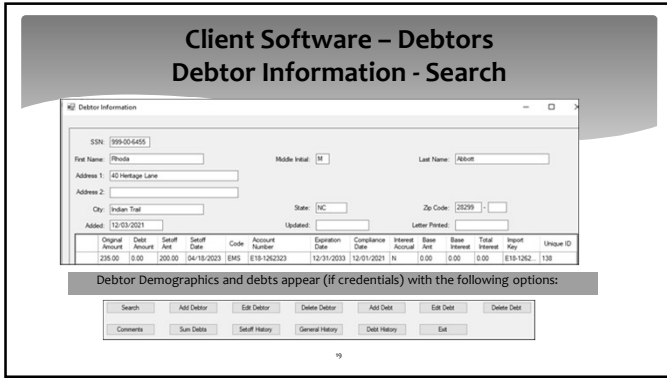 Client Software – Debtors
Debtor Information - Search
Debtor Information
SSN: 999-00-6455
First Name: Rhoda Middle Initial: M Last Name: Abbott
Address 1: 40 Heritage Lane
Address 2:
City: Indian Trail State: NC Zip Code: 28299 -
Added: 12/03/2021 Updated: Letter Printed:
Original Amount Debt Amount Setoff Amt Setoff Date Code Account Number Expiration Date Compliance Date Interest Accrual Base Amt Base Interest Total Interest Import Key Unique ID
235.00 0.00 200.00 04/18/2023 EMS E18-1262323 12/31/2033 12/01/2021 N 0.00 0.00 0.00 E18-1262... 138
Debtor Demographics and debts appear (if credentials) with the following options:
Search Add Debtor Edit Debtor Delete Debtor Add Debt Edit Debt Delete Debt
Comments Sum Debts Setoff History General History Debt History Exit
19